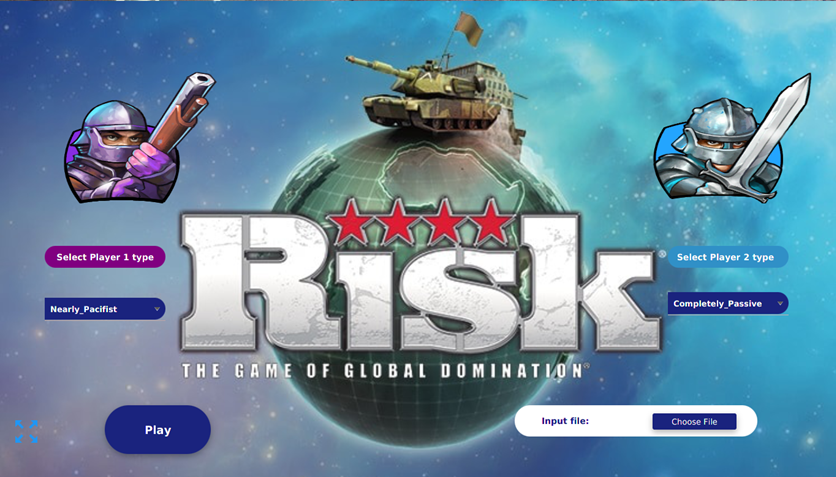 RISK
®
THE GAME OF GLOBAL DOMINATION®
Select Player 1 type
Select Player 2 type
Nearly_Pacifist
Completely_Passive
Play
Input file:
Choose File